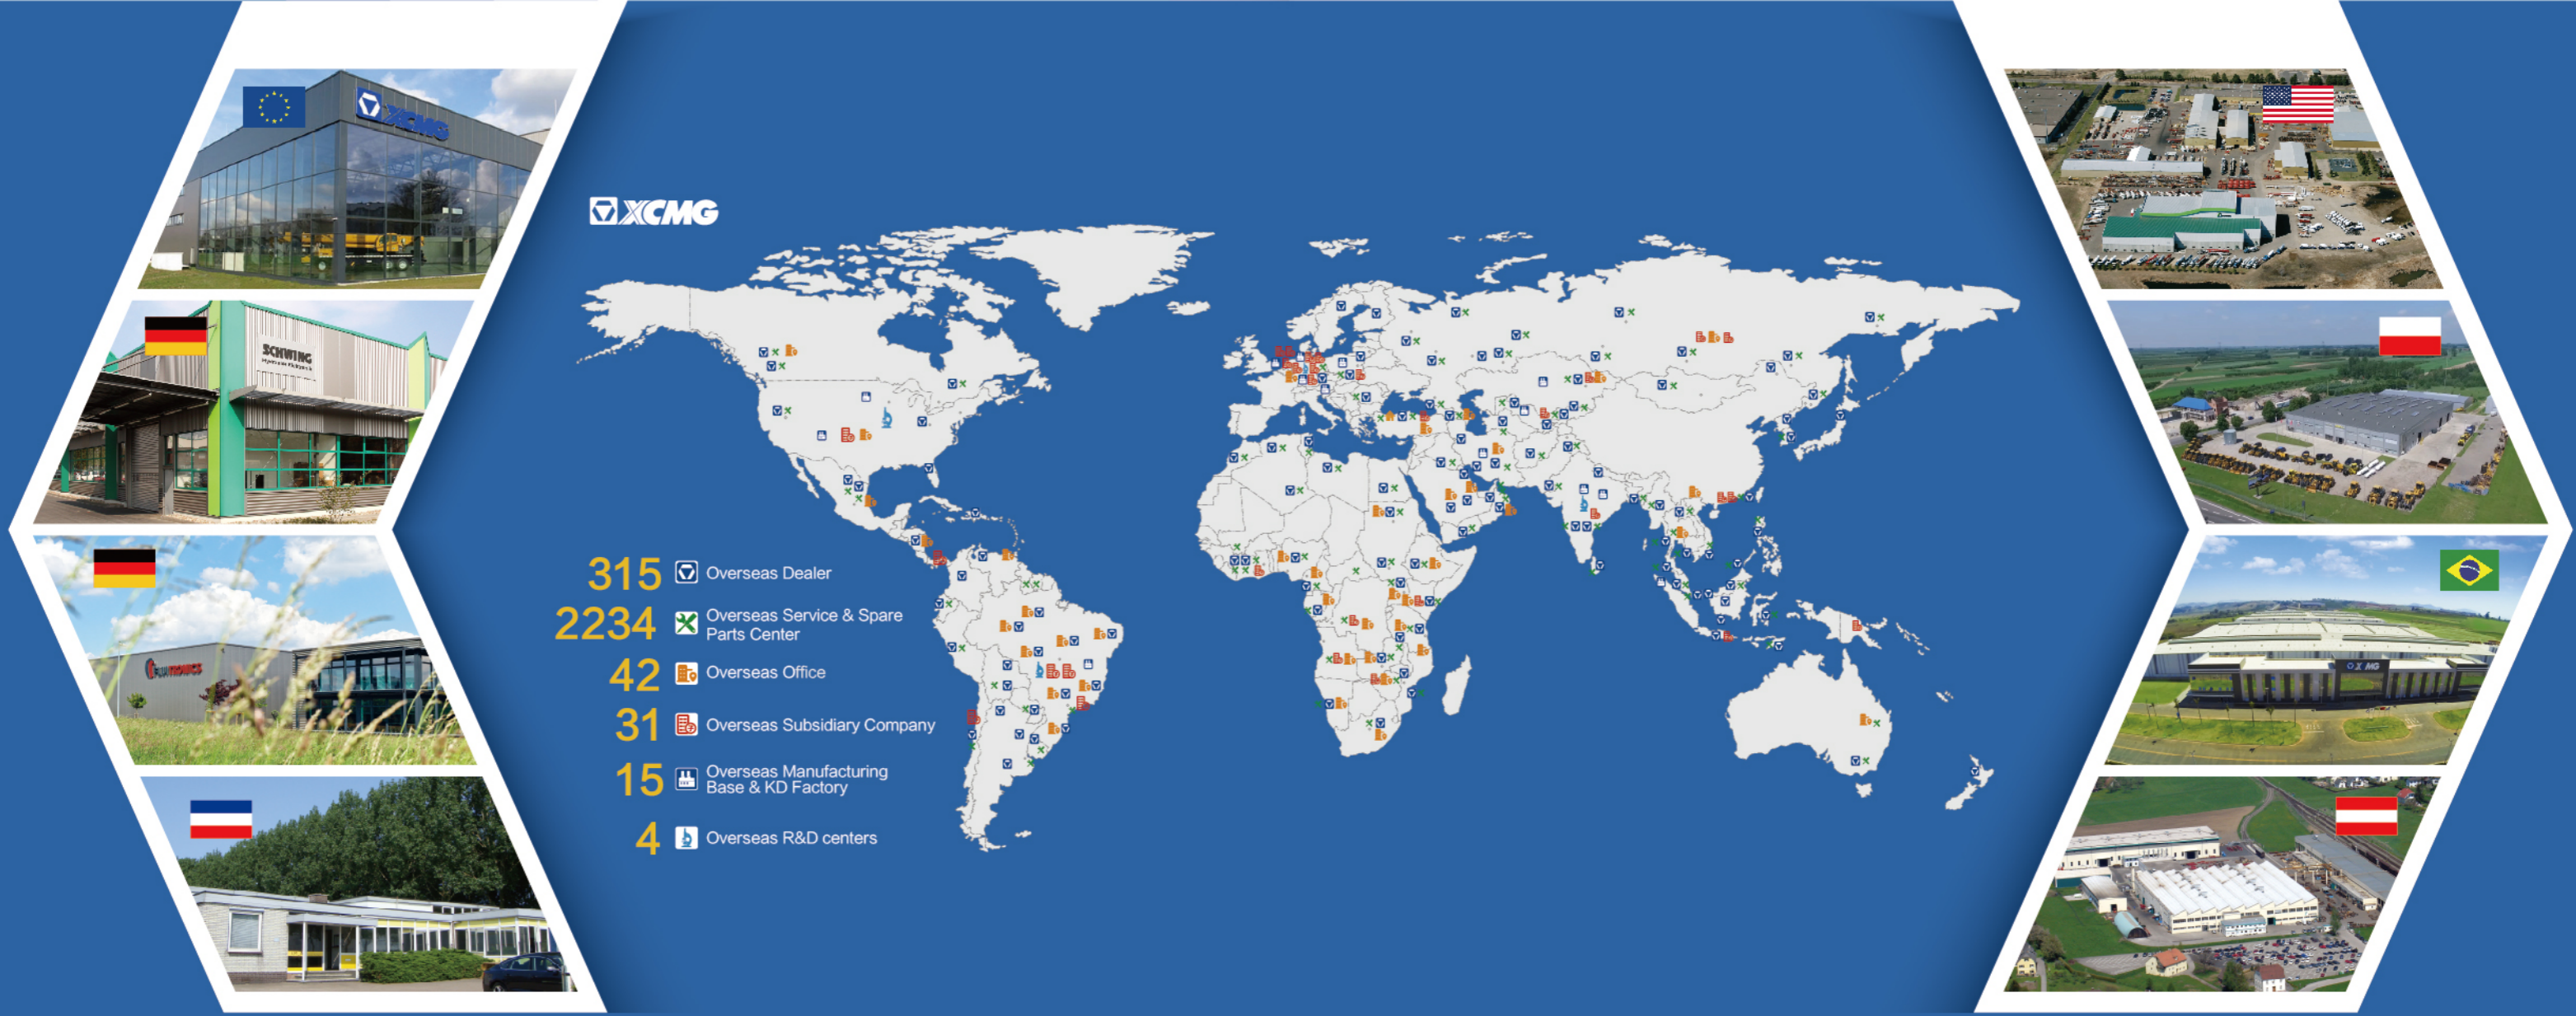 XCMG
SCHWING
XCMG
315 Overseas Dealer
2234 Overseas Service & Spare
Parts Center
42 Overseas Office
31 Overseas Subsidiary Company
15 Overseas Manufacturing
Base & KD Factory
4 Overseas R&D centers